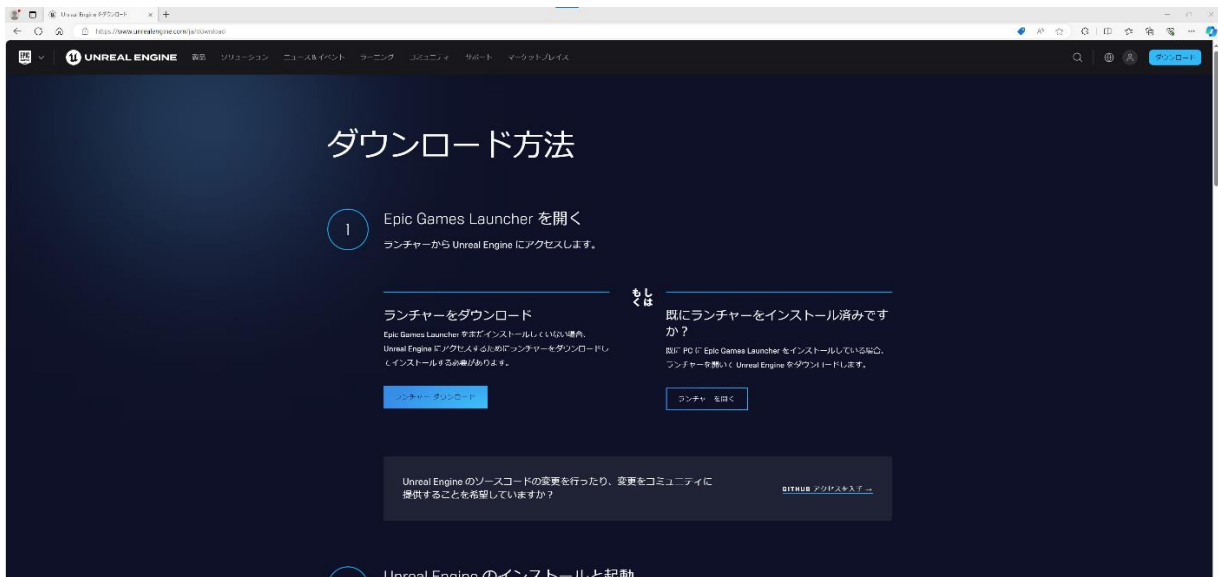 Unreal Engine をダウンロード
https://www.unrealengine.com/ja/download
UNREAL ENGINE 製品 ソリューション ニュース&イベント ラーニング コミュニティ サポート マーケットプレイス ダウンロード
ダウンロード方法
1
Epic Games Launcher を開く
ランチャーから Unreal Engine にアクセスします。
もしくは
ランチャーをダウンロード
Epic Games Launcher をまだインストールしていない場合、
Unreal Engine にアクセスするためにランチャーをダウンロードし
てインストールする必要があります。
ランチャー ダウンロード
既にランチャーをインストール済みです
か？
既に PC に Epic Games Launcher をインストールしている場合、
ランチャーを開いて Unreal Engine をダウンロードします。
ランチャーを開く
Unreal Engine のソースコードの変更を行ったり、変更をコミュニティに
提供することを希望していますか？
GITHUB アクセスを入手 →
Unreal Engine のインストールと起動